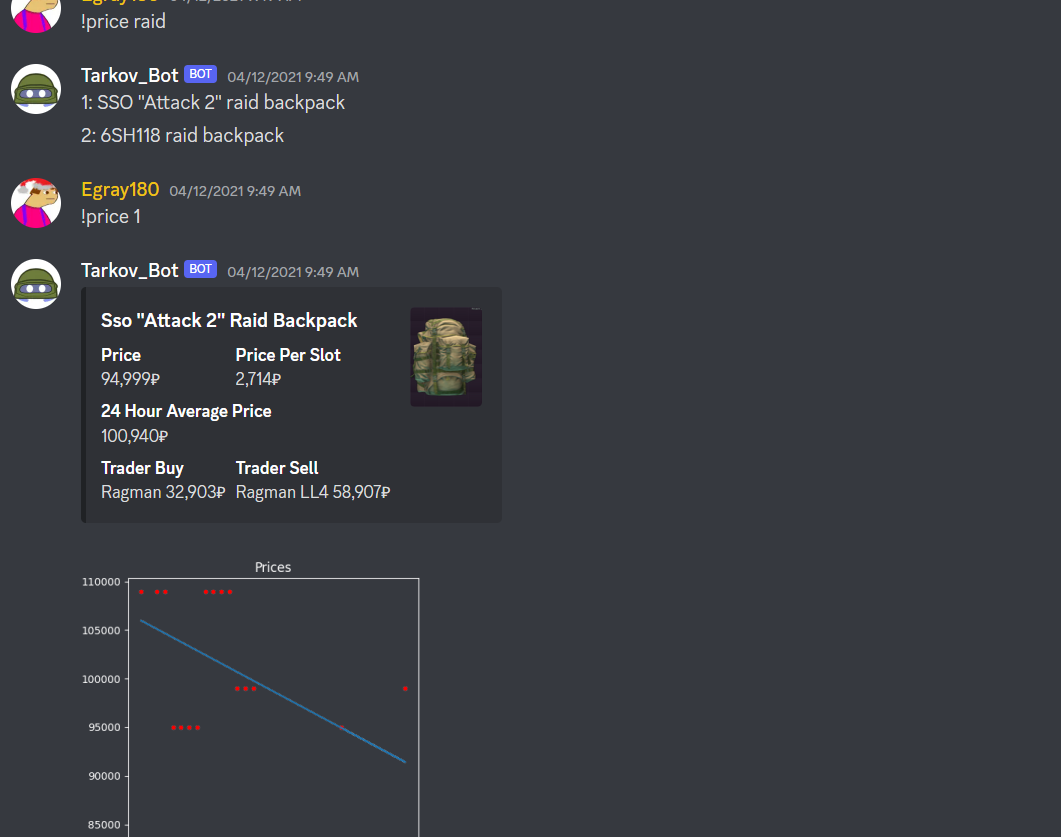 !price raid
Tarkov_Bot BOT 04/12/2021 9:49 AM
1: SSO "Attack 2" raid backpack
2: 6SH118 raid backpack
Egray180 04/12/2021 9:49 AM
!price 1
Tarkov_Bot BOT 04/12/2021 9:49 AM
Sso "Attack 2" Raid Backpack
Price Price Per Slot
94,999₽ 2,714₽
24 Hour Average Price
100,940₽
Trader Buy Trader Sell
Ragman 32,903₽ Ragman LL4 58,907₽
Prices
110000
105000
100000
95000
90000
85000